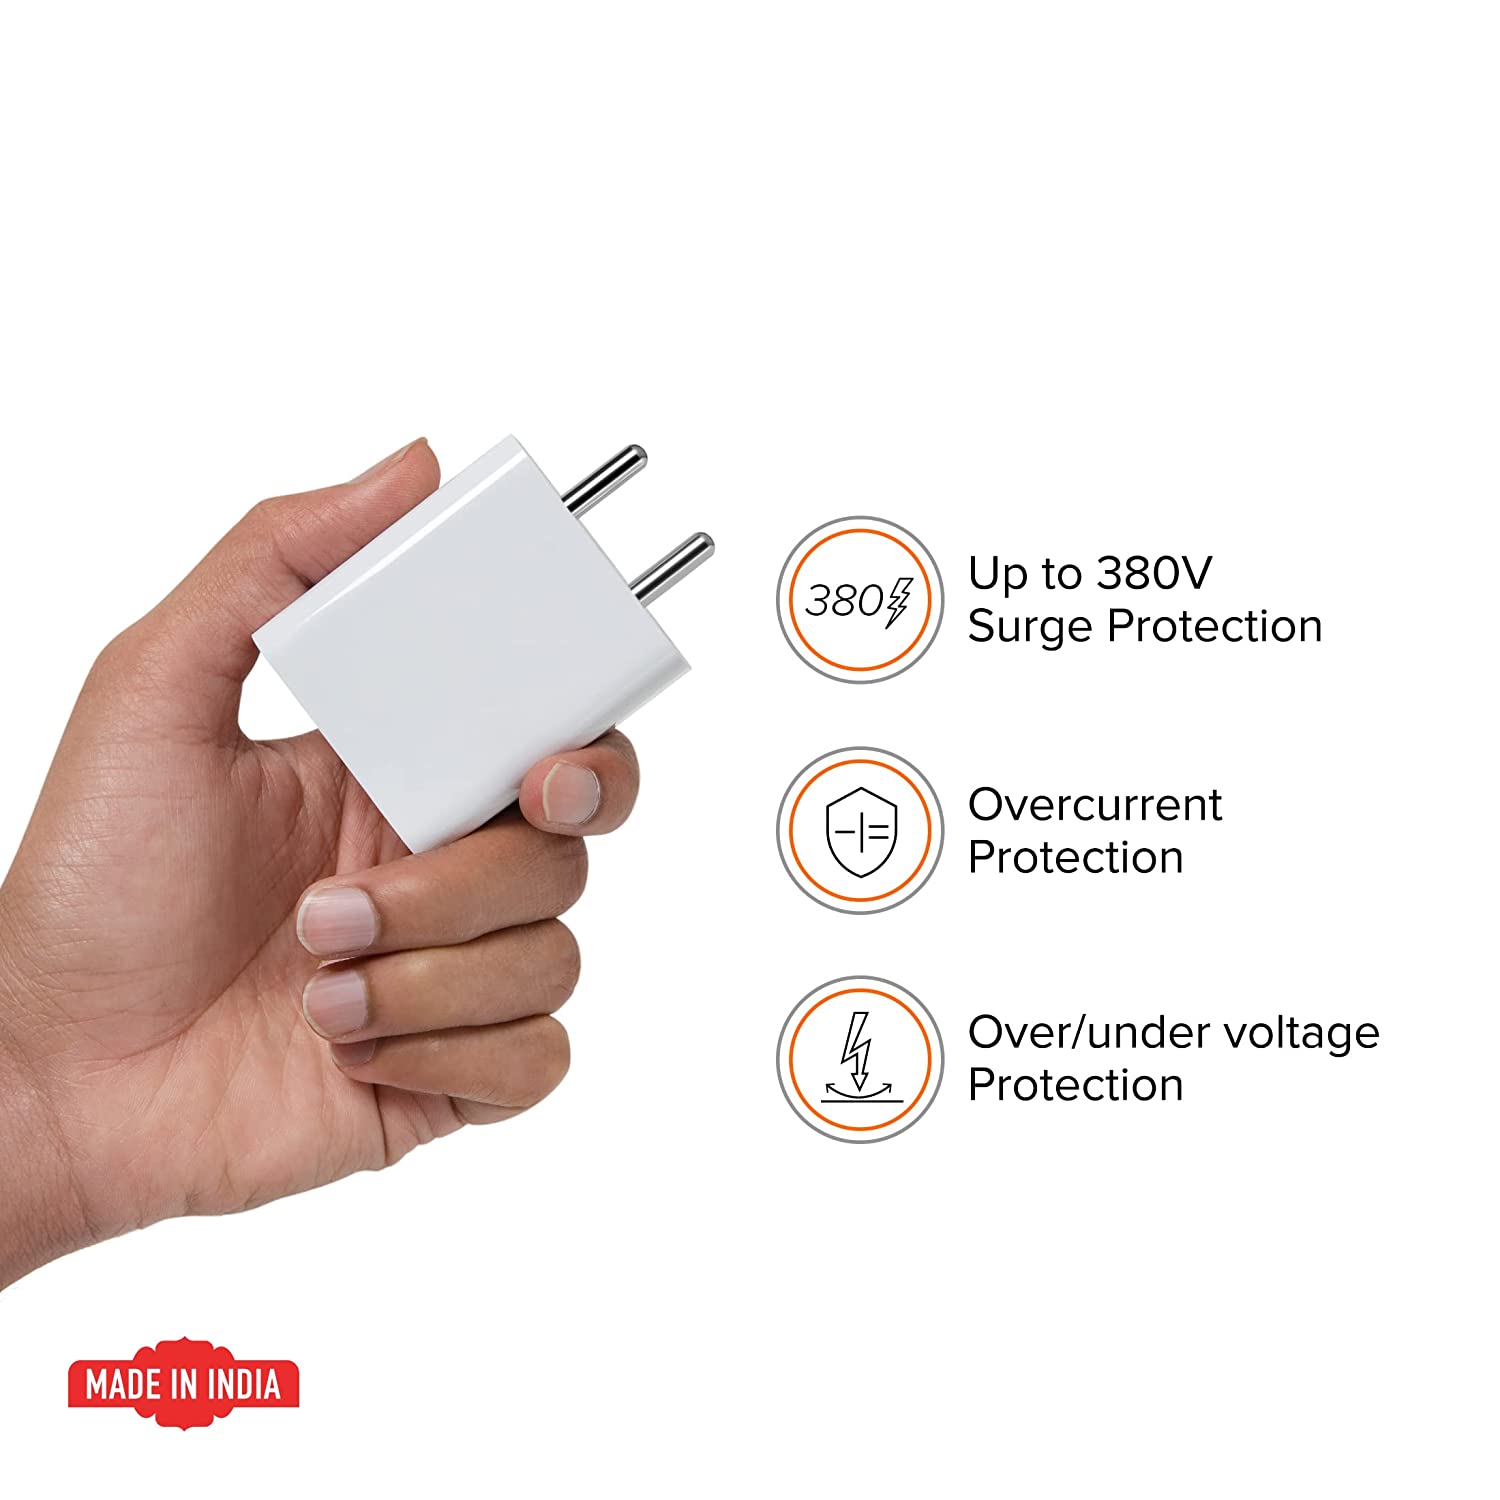 380
Up to 380V
Surge Protection
Overcurrent
Protection
Over/under voltage
Protection
MADE IN INDIA